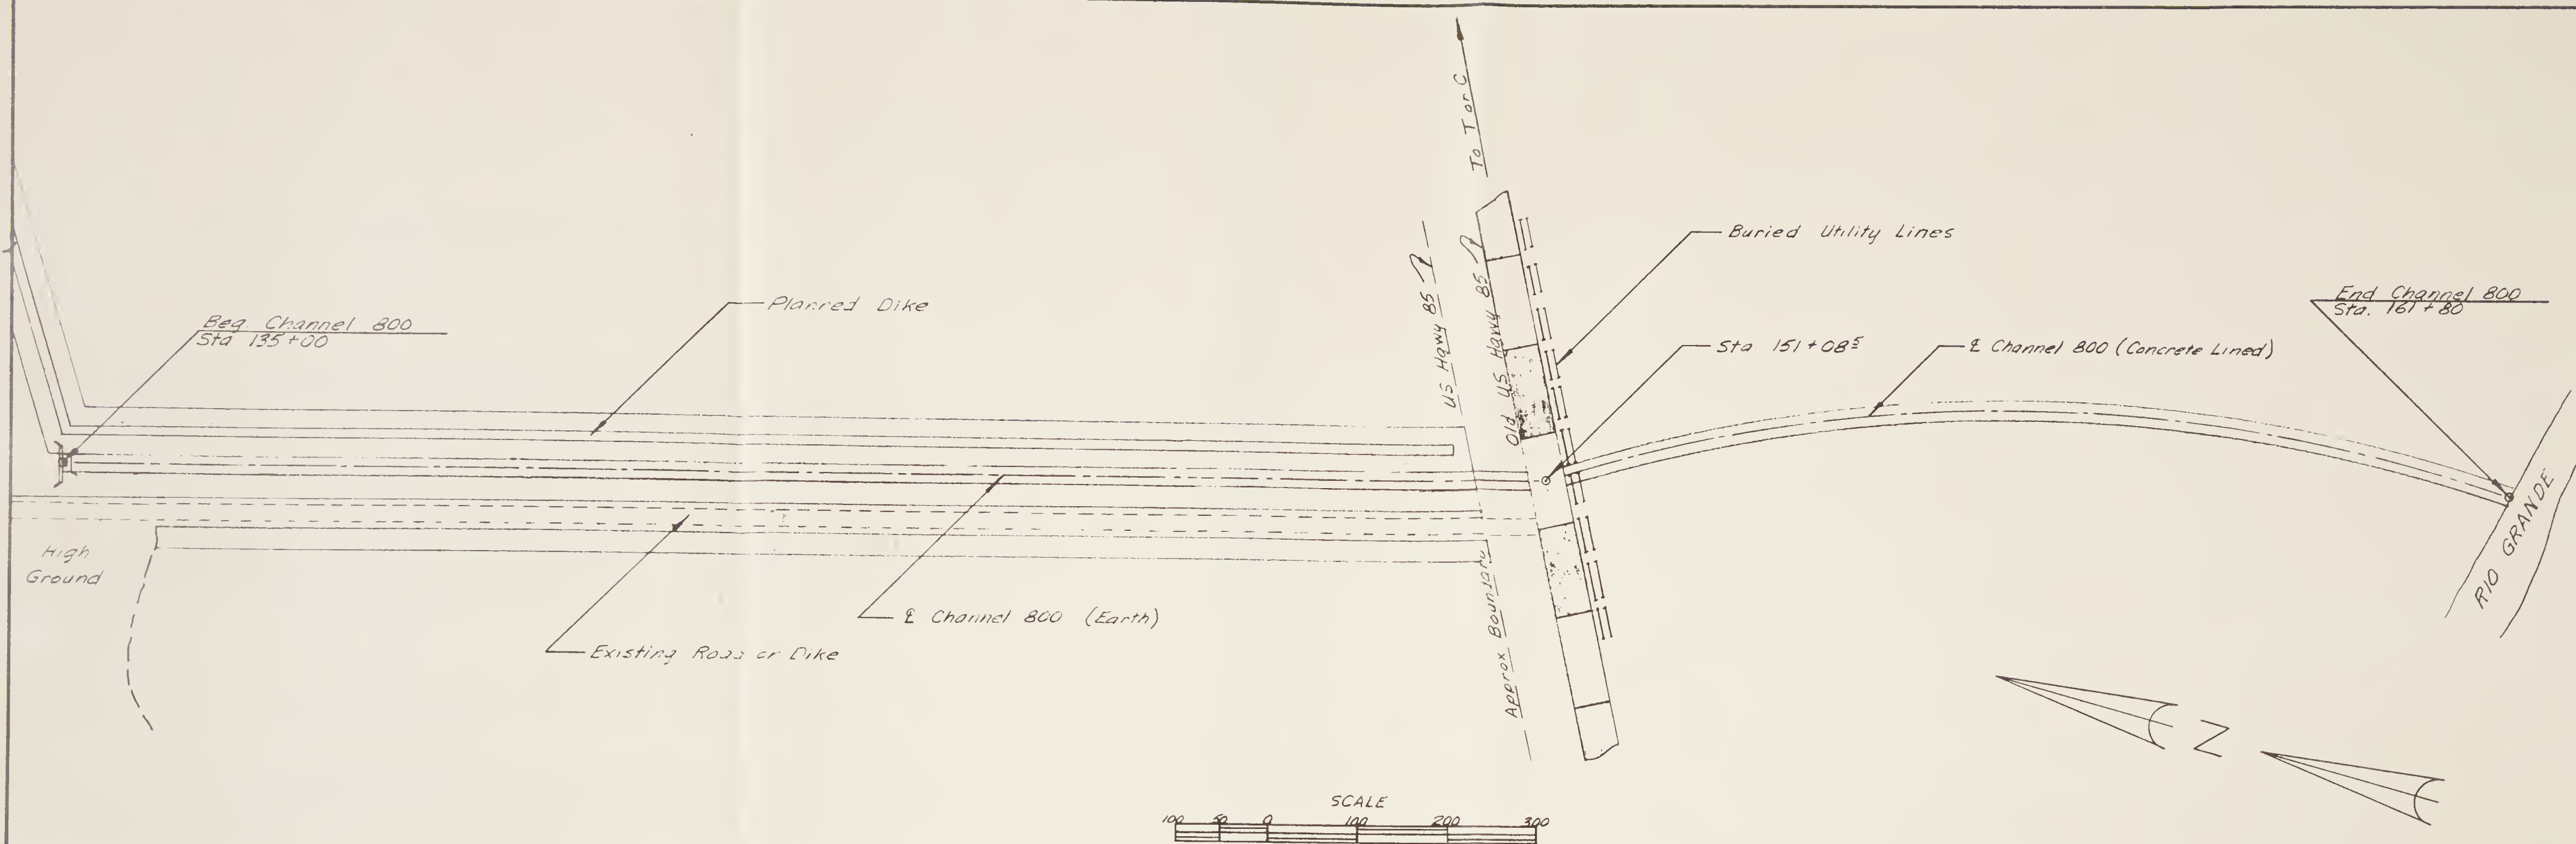 To T or C
US Hgwy 85
Old US Hgwy 85
Buried Utility Lines
End Channel 800
Sta. 161 + 80
Planned Dike
Beg. Channel 800
Sta 135 + 00
Sta 151 + 08⁵
℄ Channel 800 (Concrete Lined)
RIO GRANDE
High
Ground
℄ Channel 800 (Earth)
Existing Road or Dike
Approx Boundary
N
SCALE
100 50 0 100 200 300